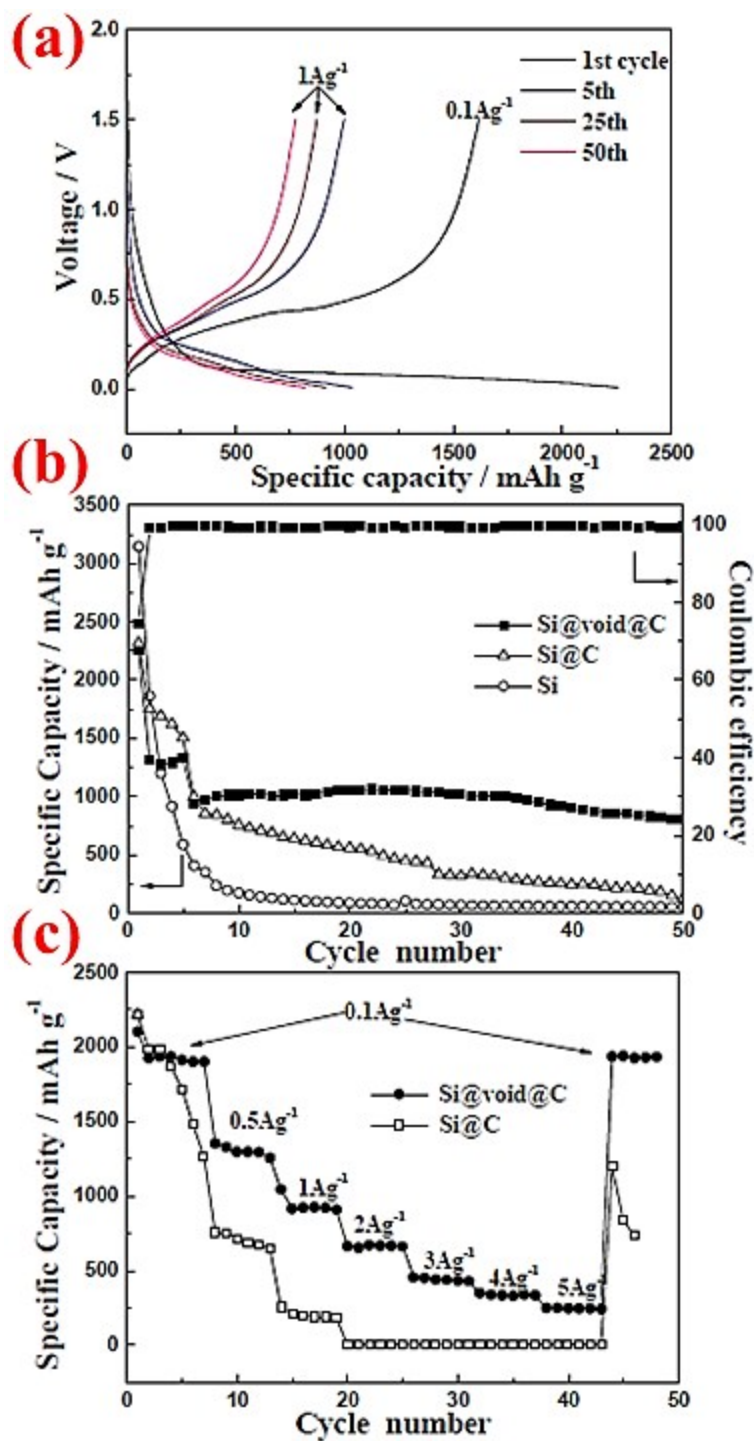 (a)
2.0
1.5
1.0
0.5
0.0
Voltage / V
1Ag⁻¹
0.1Ag⁻¹
1st cycle
5th
25th
50th
0
500
1000
1500
2000
2500
Specific capacity / mAh g⁻¹
(b)
3500
3000
2500
2000
1500
1000
500
0
Specific Capacity / mAh g⁻¹
100
80
60
40
20
0
Coulombic efficiency
Si@void@C
Si@C
Si
0
10
20
30
40
50
Cycle number
(c)
2500
2000
1500
1000
500
0
Specific Capacity / mAh g⁻¹
0.1Ag⁻¹
Si@void@C
Si@C
0.5Ag⁻¹
1Ag⁻¹
2Ag⁻¹
3Ag⁻¹
4Ag⁻¹
5Ag⁻¹
0
10
20
30
40
50
Cycle number